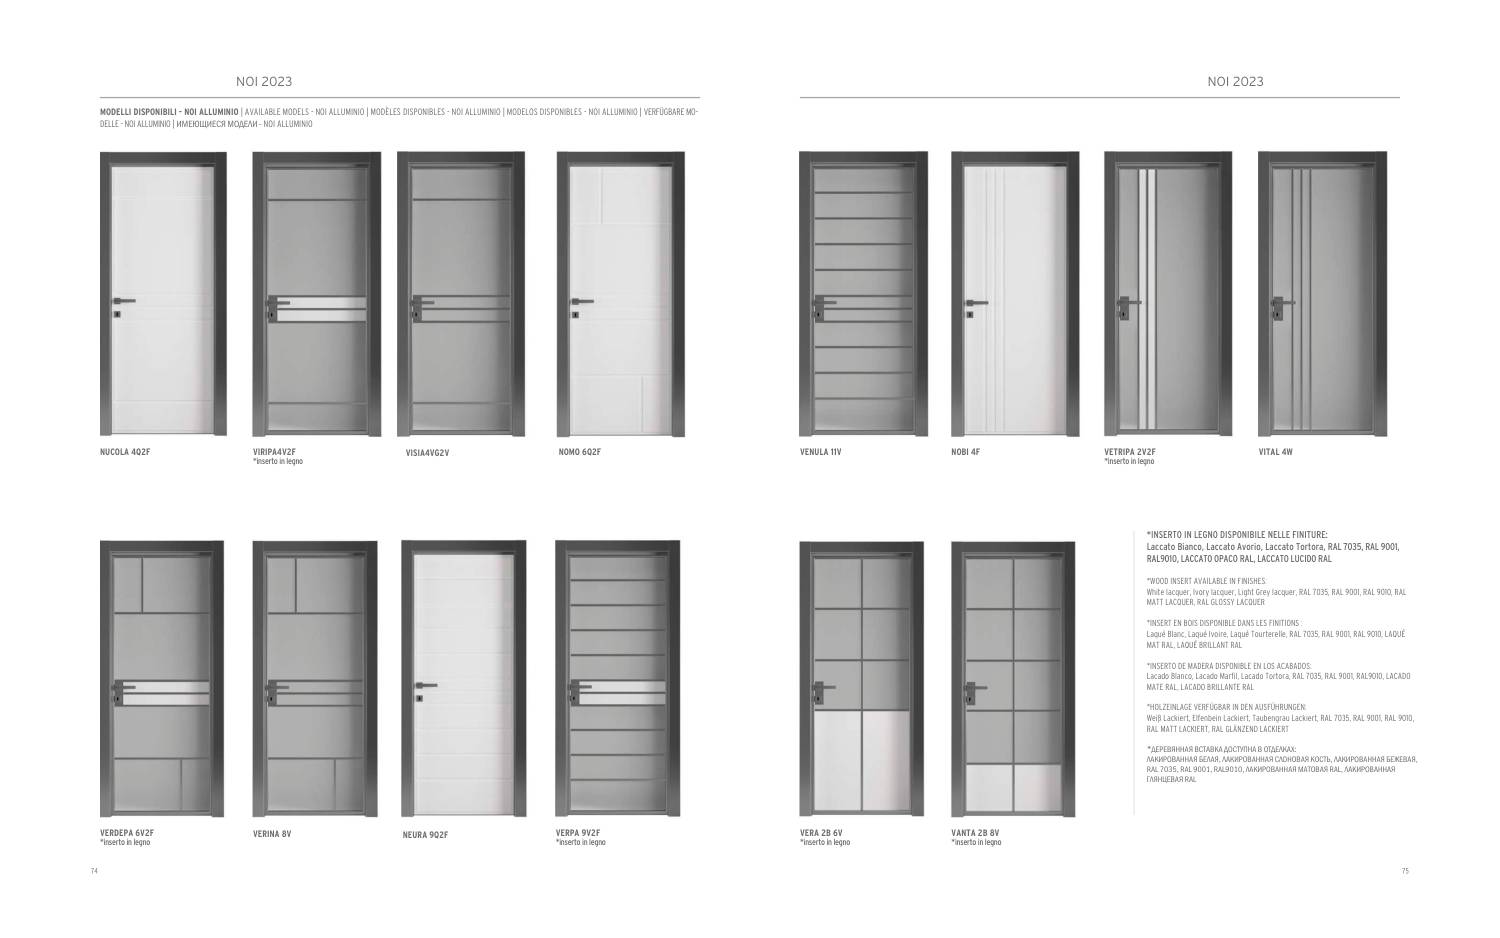 NOI 2023
MODELLI DISPONIBILI - NOI ALLUMINIO | AVAILABLE MODELS - NOI ALLUMINIO | MODÈLES DISPONIBLES - NOI ALLUMINIO | MODELOS DISPONIBLES - NOI ALLUMINIO | VERFÜGBARE MO-
DELLE - NOI ALLUMINIO | ИМЕЮЩИЕСЯ МОДЕЛИ - NOI ALLUMINIO
NUCOLA 4Q2F
VIRIPA4V2F
*inserto in legno
VISIA4VG2V
NOMO 6Q2F
VERDEPA 6V2F
*inserto in legno
VERINA 8V
NEURA 9Q2F
VERPA 9V2F
*inserto in legno
74
NOI 2023
VENULA 11V
NOBI 4F
VETRIPA 2V2F
*inserto in legno
VITAL 4W
VERA 2B 6V
*inserto in legno
VANTA 2B 8V
*inserto in legno
*INSERTO IN LEGNO DISPONIBILE NELLE FINITURE:
Laccato Bianco, Laccato Avorio, Laccato Tortora, RAL 7035, RAL 9001,
RAL9010, LACCATO OPACO RAL, LACCATO LUCIDO RAL
*WOOD INSERT AVAILABLE IN FINISHES:
White lacquer, Ivory lacquer, Light Grey lacquer, RAL 7035, RAL 9001, RAL 9010, RAL
MATT LACQUER, RAL GLOSSY LACQUER
*INSERT EN BOIS DISPONIBLE DANS LES FINITIONS :
Laqué Blanc, Laqué Ivoire, Laqué Tourterelle, RAL 7035, RAL 9001, RAL 9010, LAQUÉ
MAT RAL, LAQUÉ BRILLANT RAL
*INSERTO DE MADERA DISPONIBLE EN LOS ACABADOS:
Lacado Blanco, Lacado Marfil, Lacado Tortora, RAL 7035, RAL 9001, RAL9010, LACADO
MATE RAL, LACADO BRILLANTE RAL
*HOLZEINLAGE VERFÜGBAR IN DEN AUSFÜHRUNGEN:
Weiß Lackiert, Elfenbein Lackiert, Taubengrau Lackiert, RAL 7035, RAL 9001, RAL 9010,
RAL MATT LACKIERT, RAL GLÄNZEND LACKIERT
*ДЕРЕВЯННАЯ ВСТАВКА ДОСТУПНА В ОТДЕЛКАХ:
ЛАКИРОВАННАЯ БЕЛАЯ, ЛАКИРОВАННАЯ СЛОНОВАЯ КОСТЬ, ЛАКИРОВАННАЯ БЕЖЕВАЯ,
RAL 7035, RAL 9001, RAL9010, ЛАКИРОВАННАЯ МАТОВАЯ RAL, ЛАКИРОВАННАЯ
ГЛЯНЦЕВАЯ RAL
75